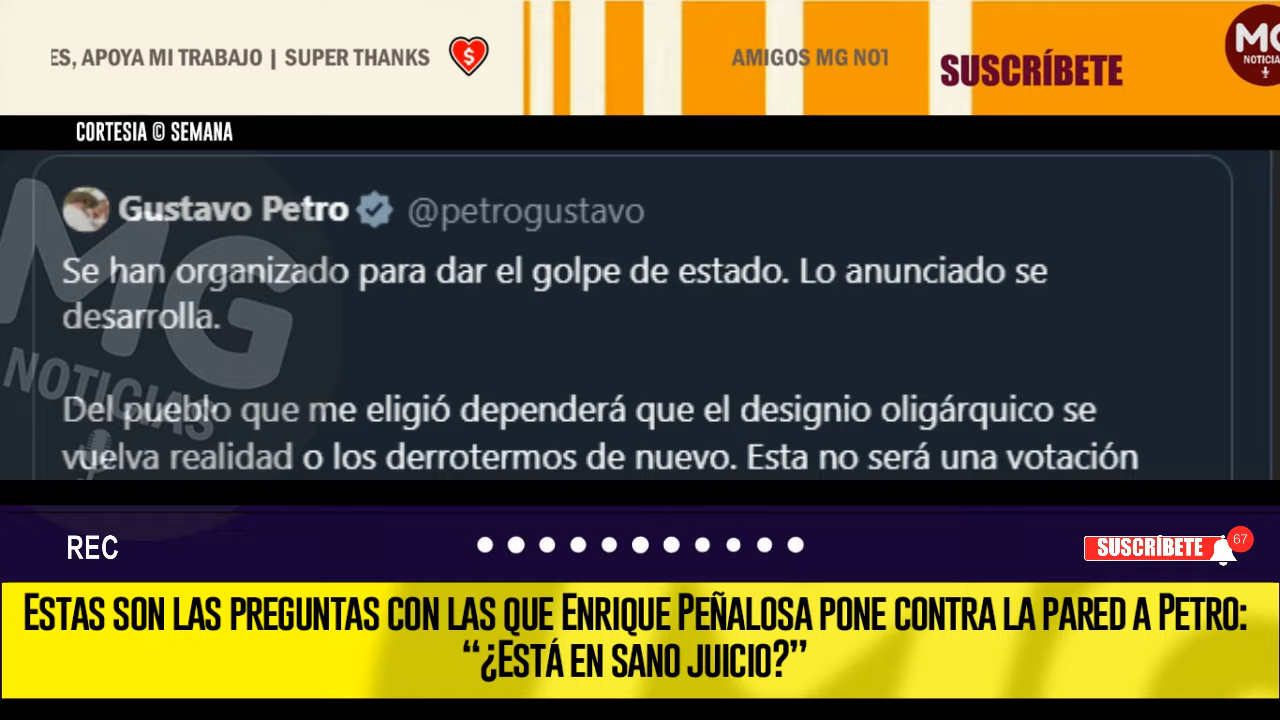 ES, APOYA MI TRABAJO | SUPER THANKS
$
AMIGOS MG NOT
SUSCRÍBETE
MG
NOTICIA
CORTESIA © SEMANA
Gustavo Petro @petrogustavo
Se han organizado para dar el golpe de estado. Lo anunciado se
desarrolla.
Del pueblo que me eligió dependerá que el designio oligárquico se
vuelva realidad o los derrotermos de nuevo. Esta no será una votación
MG
NOTICIAS
REC
SUSCRÍBETE
67
ESTAS SON LAS PREGUNTAS CON LAS QUE ENRIQUE PEÑALOSA PONE CONTRA LA PARED A PETRO:
“¿ESTÁ EN SANO JUICIO?”